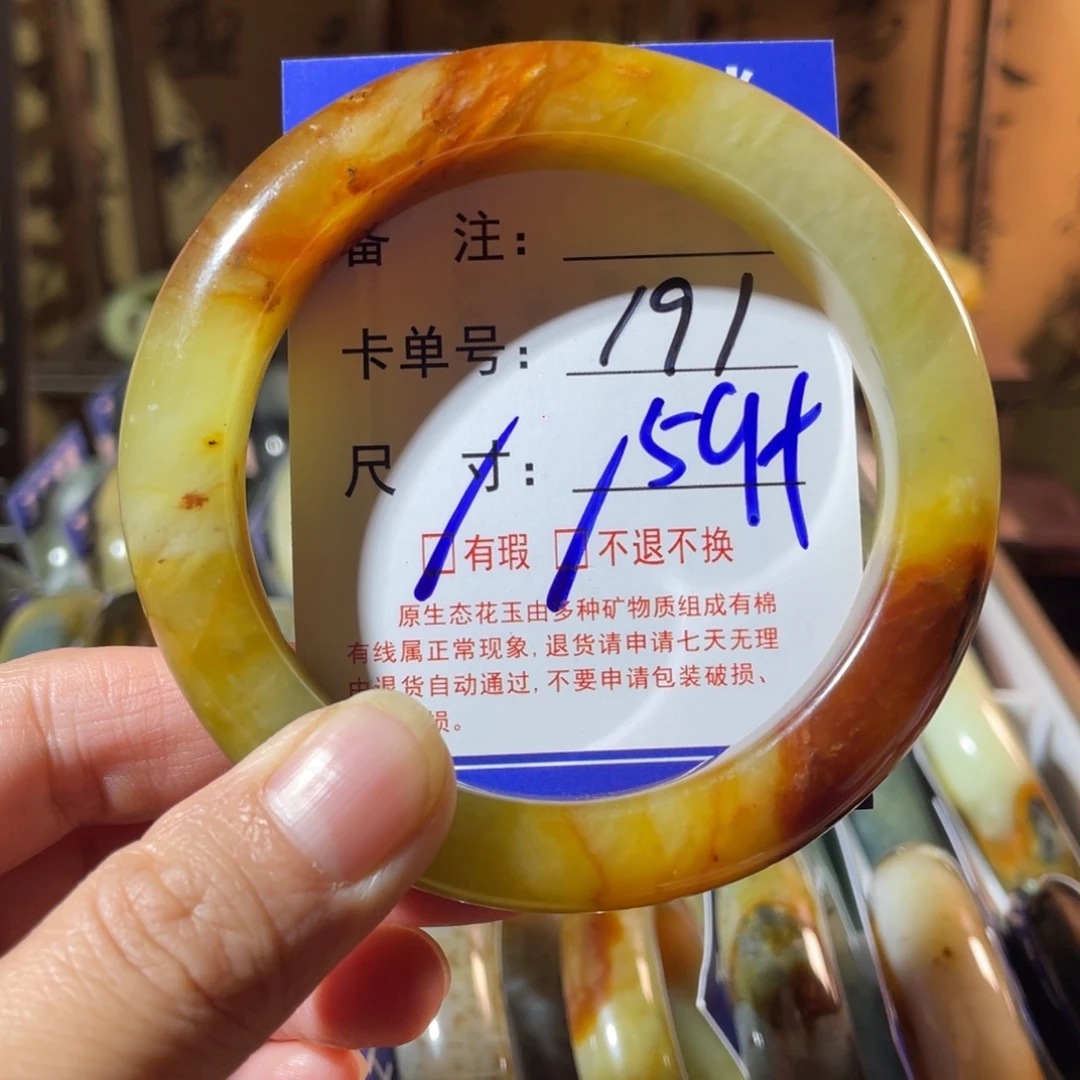 备 注：
卡单号： 191
尺 寸： 59
有瑕 不退不换
原生态花玉由多种矿物质组成有棉
有线属正常现象,退货请申请七天无理
由退货自动通过,不要申请包装破损、
损。